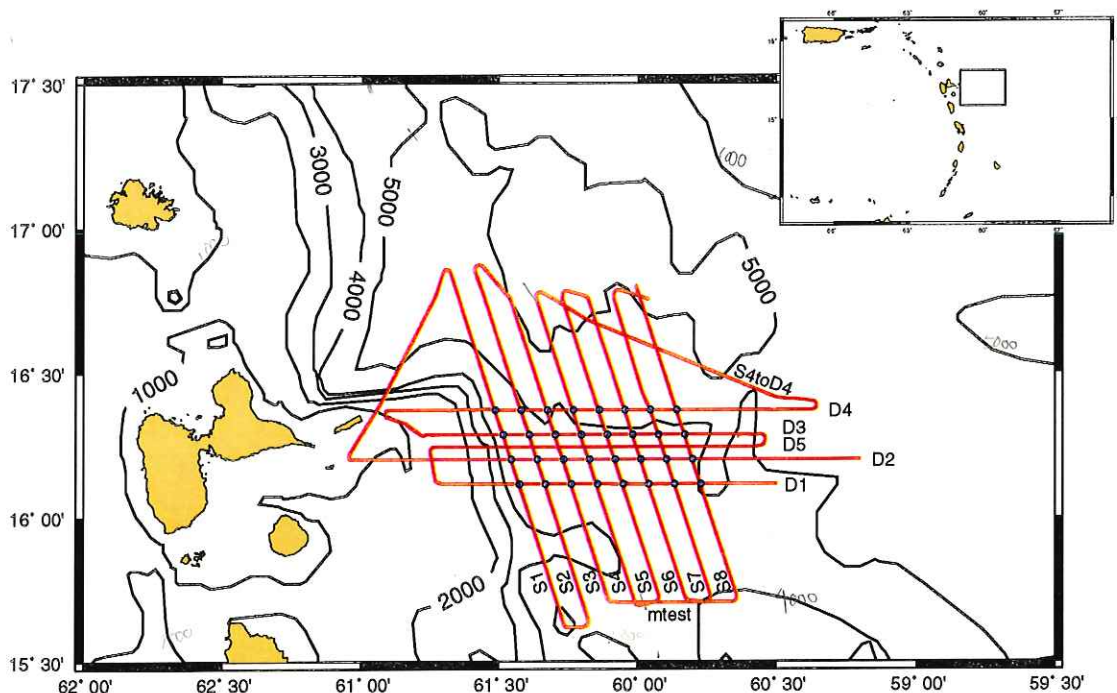 17° 30'
17° 00'
16° 30'
16° 00'
15° 30'
62° 00'
62° 30'
61° 00'
61° 30'
60° 00'
60° 30'
59° 00'
59° 30'
3000
4000
5000
5000
1000
2000
S4toD4
D4
D3
D5
D2
D1
S1
S2
S3
S4
S5
S6
S7
S8
mtest